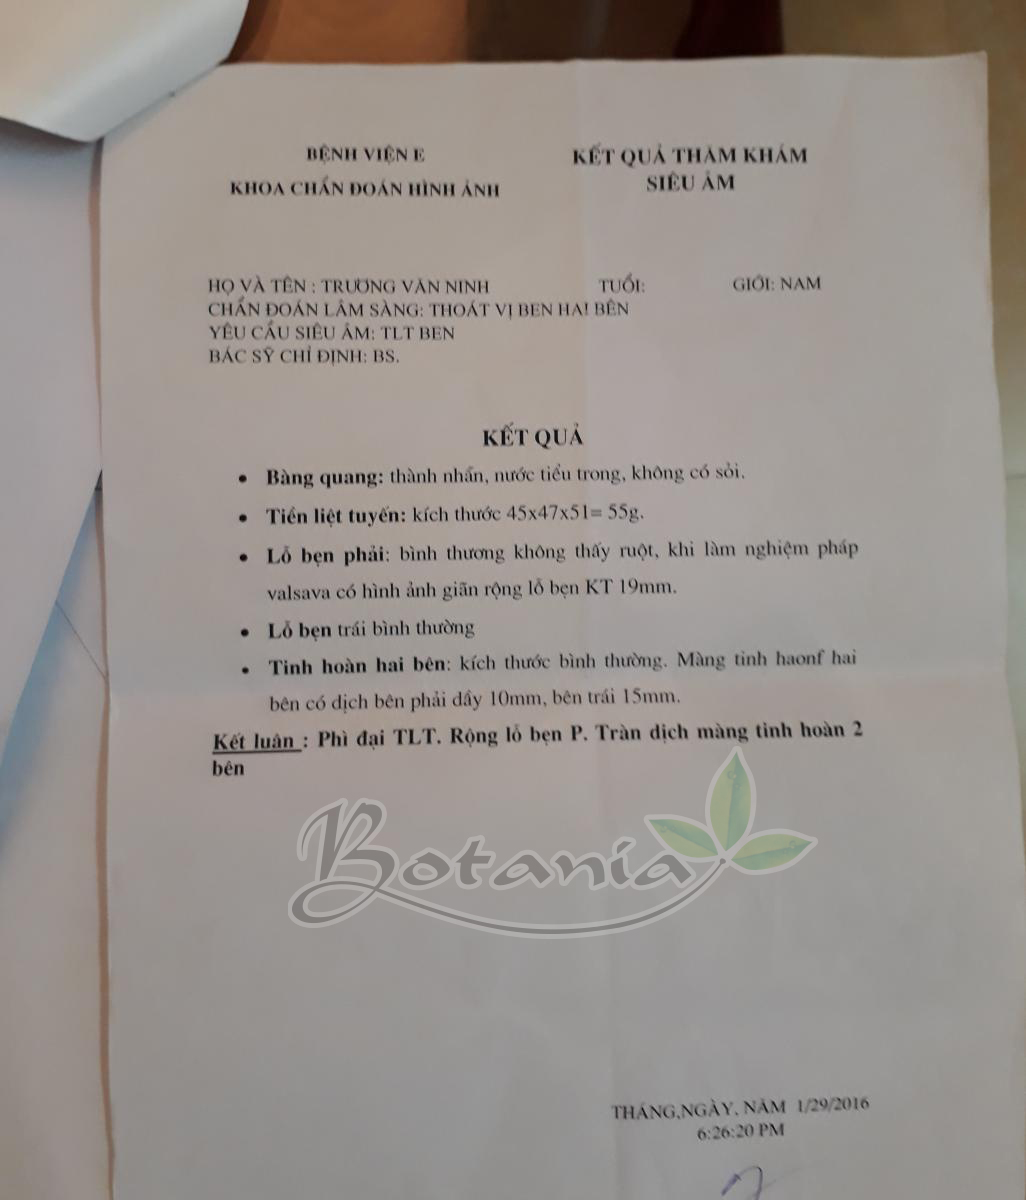 BỆNH VIỆN E
KHOA CHẨN ĐOÁN HÌNH ẢNH
KẾT QUẢ THĂM KHÁM
SIÊU ÂM
HỌ VÀ TÊN : TRƯƠNG VĂN NINH TUỔI: GIỚI: NAM
CHẨN ĐOÁN LÂM SÀNG: THOÁT VỊ BẸN HAI BÊN
YÊU CẦU SIÊU ÂM: TLT BẸN
BÁC SỸ CHỈ ĐỊNH: BS.
KẾT QUẢ
• Bàng quang: thành nhẵn, nước tiểu trong, không có sỏi.
• Tiền liệt tuyến: kích thước 45x47x51= 55g.
• Lỗ bẹn phải: bình thương không thấy ruột, khi làm nghiệm pháp
valsava có hình ảnh giãn rộng lỗ bẹn KT 19mm.
• Lỗ bẹn trái bình thường
• Tinh hoàn hai bên: kích thước bình thường. Màng tinh haonf hai
bên có dịch bên phải dầy 10mm, bên trái 15mm.
Kết luận : Phì đại TLT. Rộng lỗ bẹn P. Tràn dịch màng tinh hoàn 2
bên
Botania
THÁNG,NGÀY, NĂM 1/29/2016
6:26:20 PM